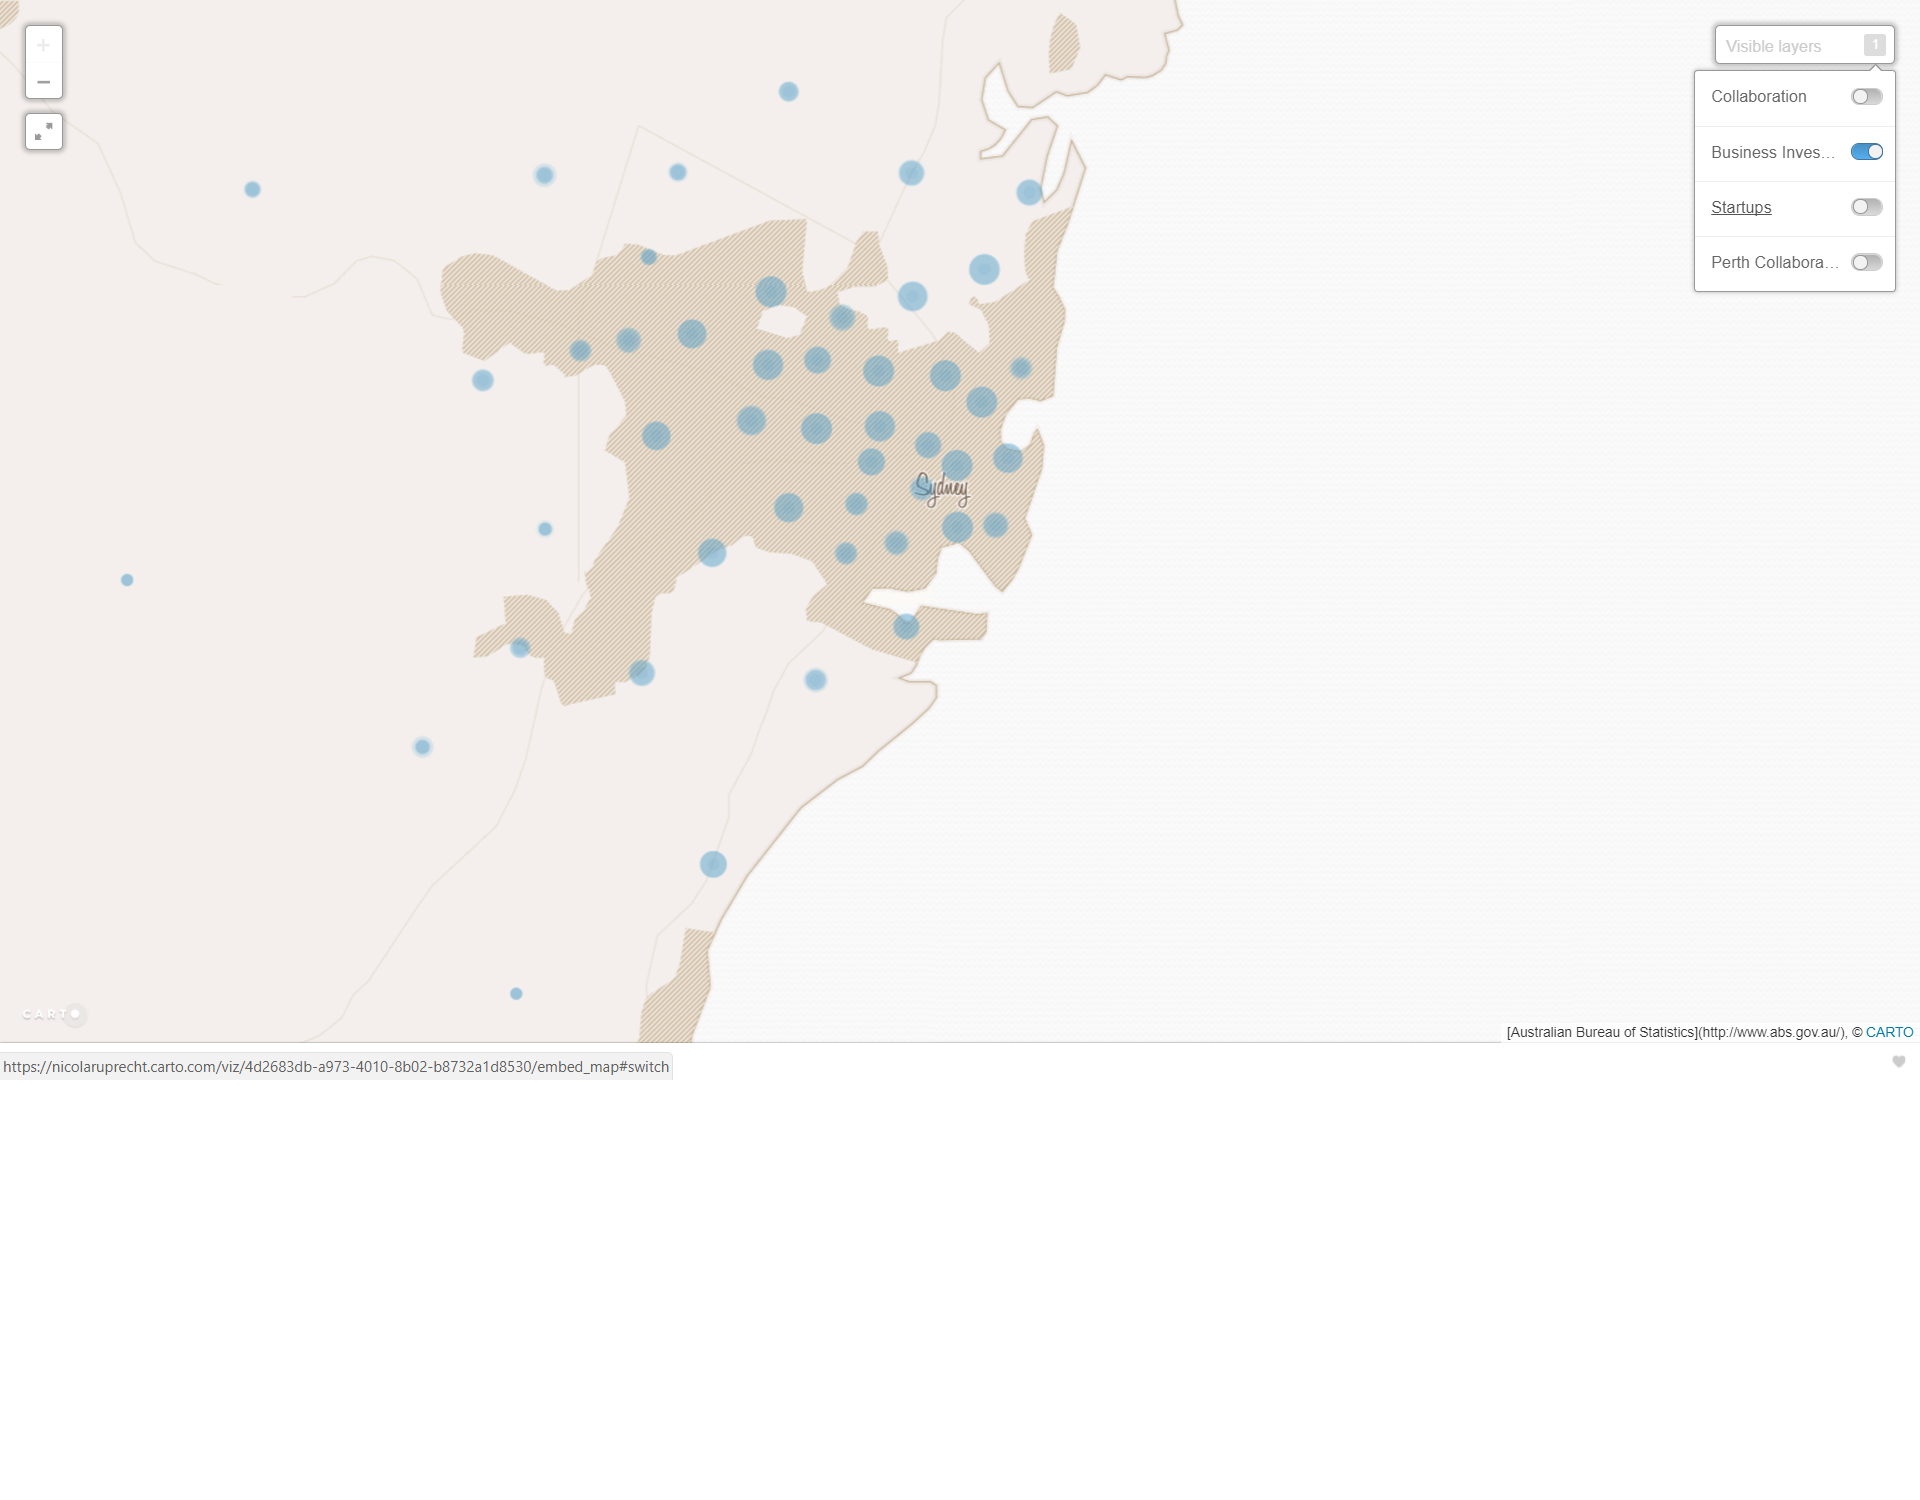 +
Visible layers 1
−
Collaboration
Business Inves...
Startups
Perth Collabora...
Sydney
CARTO
[Australian Bureau of Statistics](http://www.abs.gov.au/), © CARTO
https://nicolaruprecht.carto.com/viz/4d2683db-a973-4010-8b02-b8732a1d8530/embed_map#switch